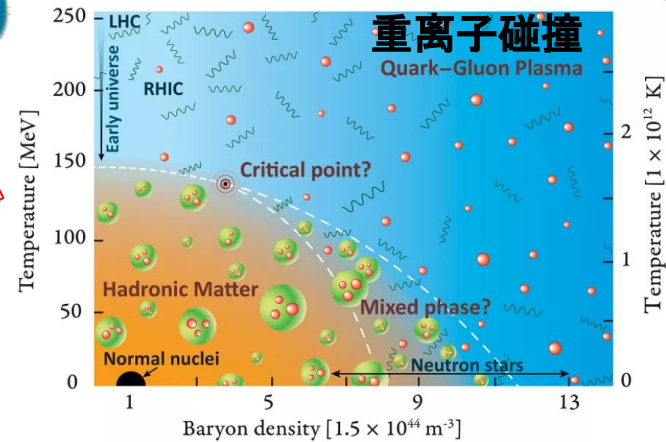 250
LHC
重离子碰撞
Quark–Gluon Plasma
Early universe
RHIC
200
150
Critical point?
100
Hadronic Matter
50
Mixed phase?
Normal nuclei
Neutron stars
0
2
1
0
1
5
9
13
Temperature [MeV]
Temperature [1 × 10¹² K]
Baryon density [1.5 × 10⁴⁴ m⁻³]